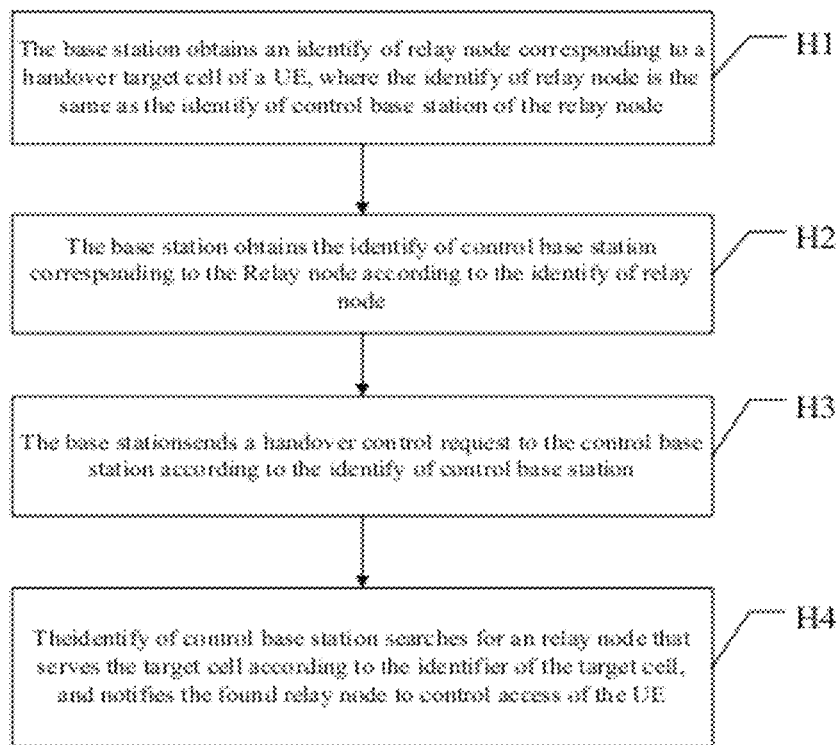 The base station obtains an identify of relay node corresponding to a
handover target cell of a UE, where the identify of relay node is the
same as the identify of control base station of the relay node
H1
The base station obtains the identify of control base station
corresponding to the Relay node according to the identify of relay
node
H2
The base stationsends a handover control request to the control base
station according to the identify of control base station
H3
Theidentify of control base station searches for an relay node that
serves the target cell according to the identifier of the target cell,
and notifies the found relay node to control access of the UE
H4